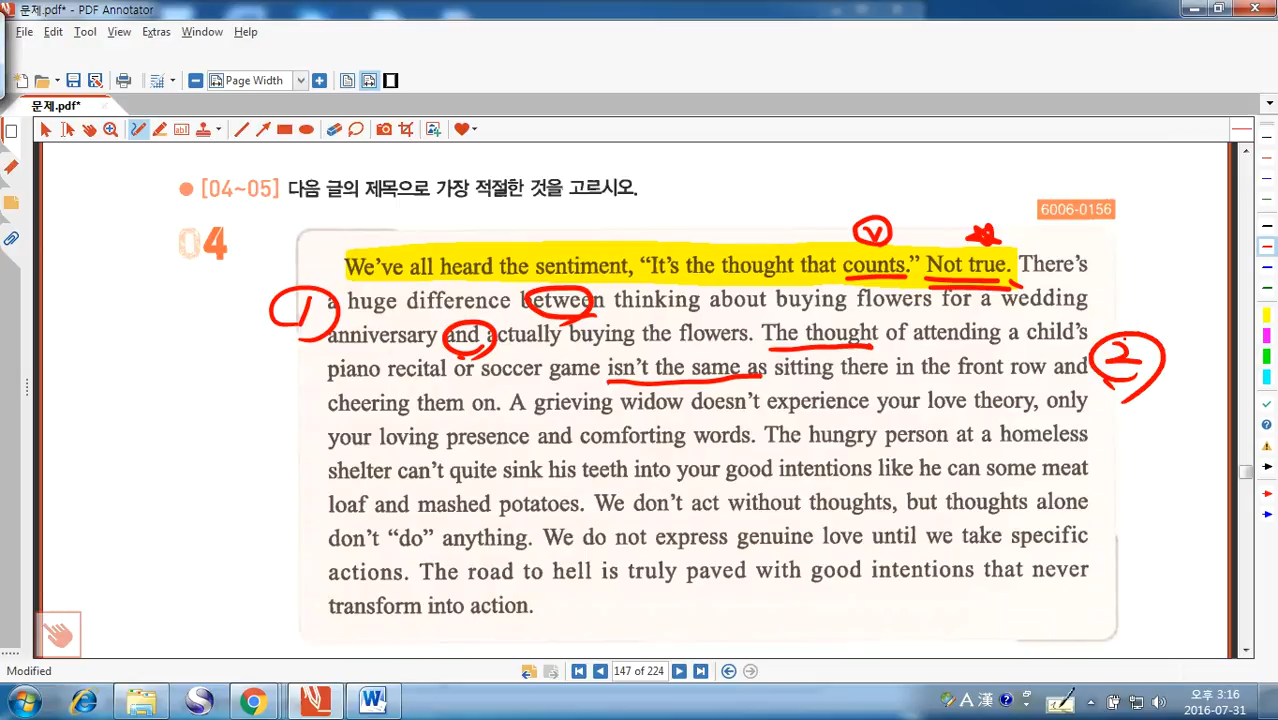 문제.pdf* - PDF Annotator
File Edit Tool View Extras Window Help
Page Width
문제.pdf*
[04~05] 다음 글의 제목으로 가장 적절한 것을 고르시오.
6006-0156
04
V
We've all heard the sentiment, "It's the thought that counts." Not true. There's
1
a huge difference between thinking about buying flowers for a wedding
anniversary and actually buying the flowers. The thought of attending a child's
2
piano recital or soccer game isn't the same as sitting there in the front row and
cheering them on. A grieving widow doesn't experience your love theory, only
your loving presence and comforting words. The hungry person at a homeless
shelter can't quite sink his teeth into your good intentions like he can some meat
loaf and mashed potatoes. We don't act without thoughts, but thoughts alone
don't "do" anything. We do not express genuine love until we take specific
actions. The road to hell is truly paved with good intentions that never
transform into action.
Modified
147 of 224
A 漢
오후 3:16
2016-07-31